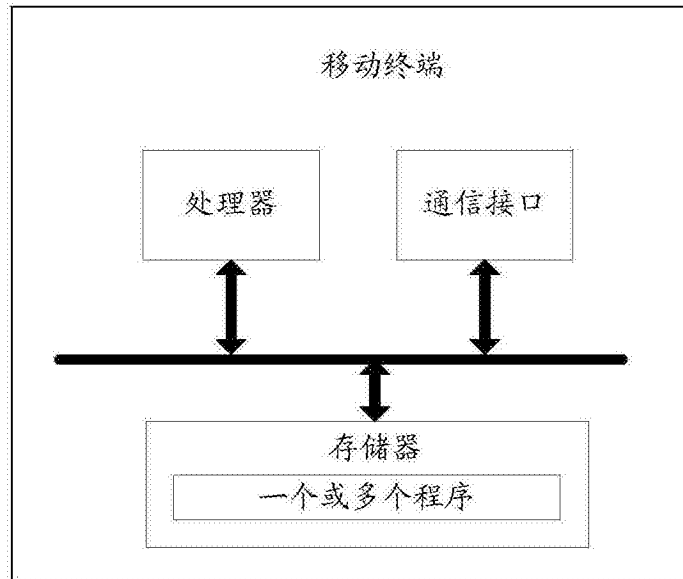 移动终端
处理器
通信接口
存储器
一个或多个程序